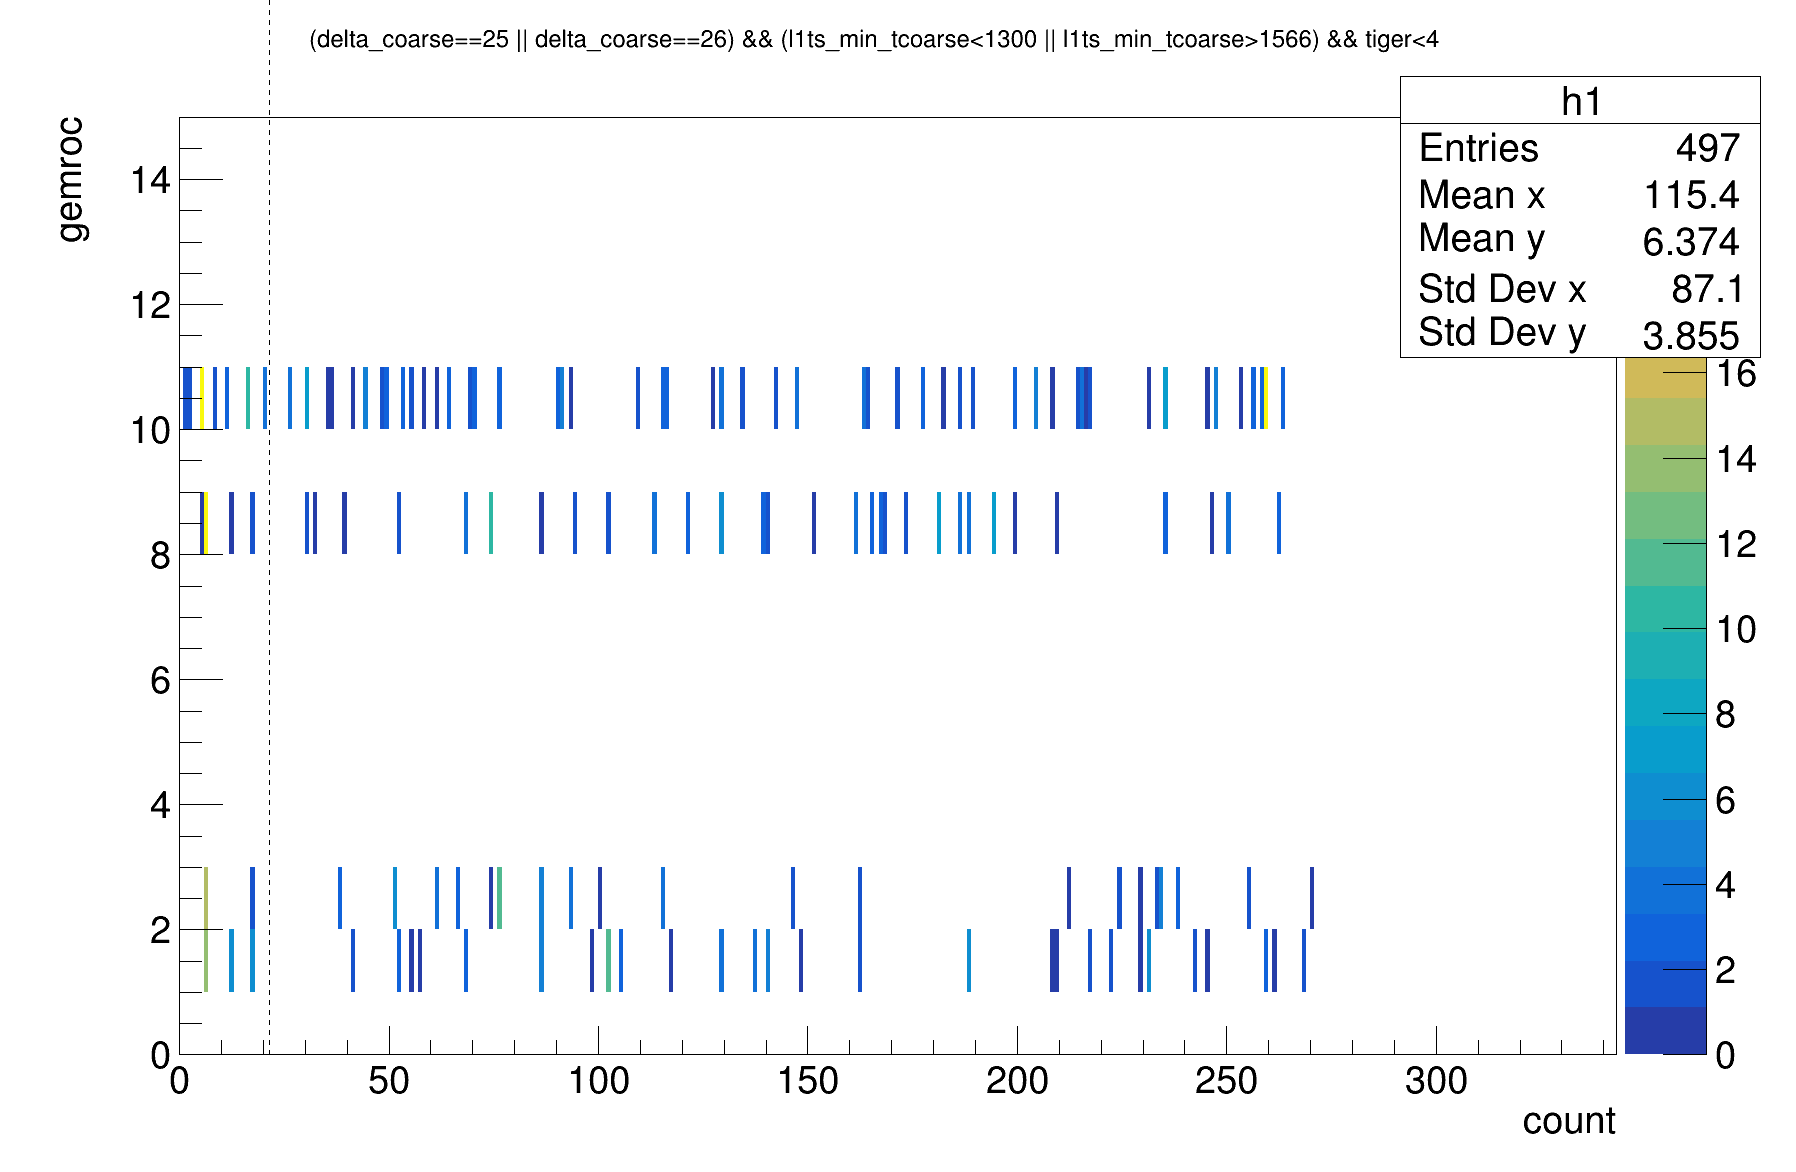 (delta_coarse==25 || delta_coarse==26) && (l1ts_min_tcoarse<1300 || l1ts_min_tcoarse>1566) && tiger<4
h1
Entries 497
Mean x 115.4
Mean y 6.374
Std Dev x 87.1
Std Dev y 3.855
gemroc
14
12
10
8
6
4
2
0
0 50 100 150 200 250 300
count
16
14
12
10
8
6
4
2
0